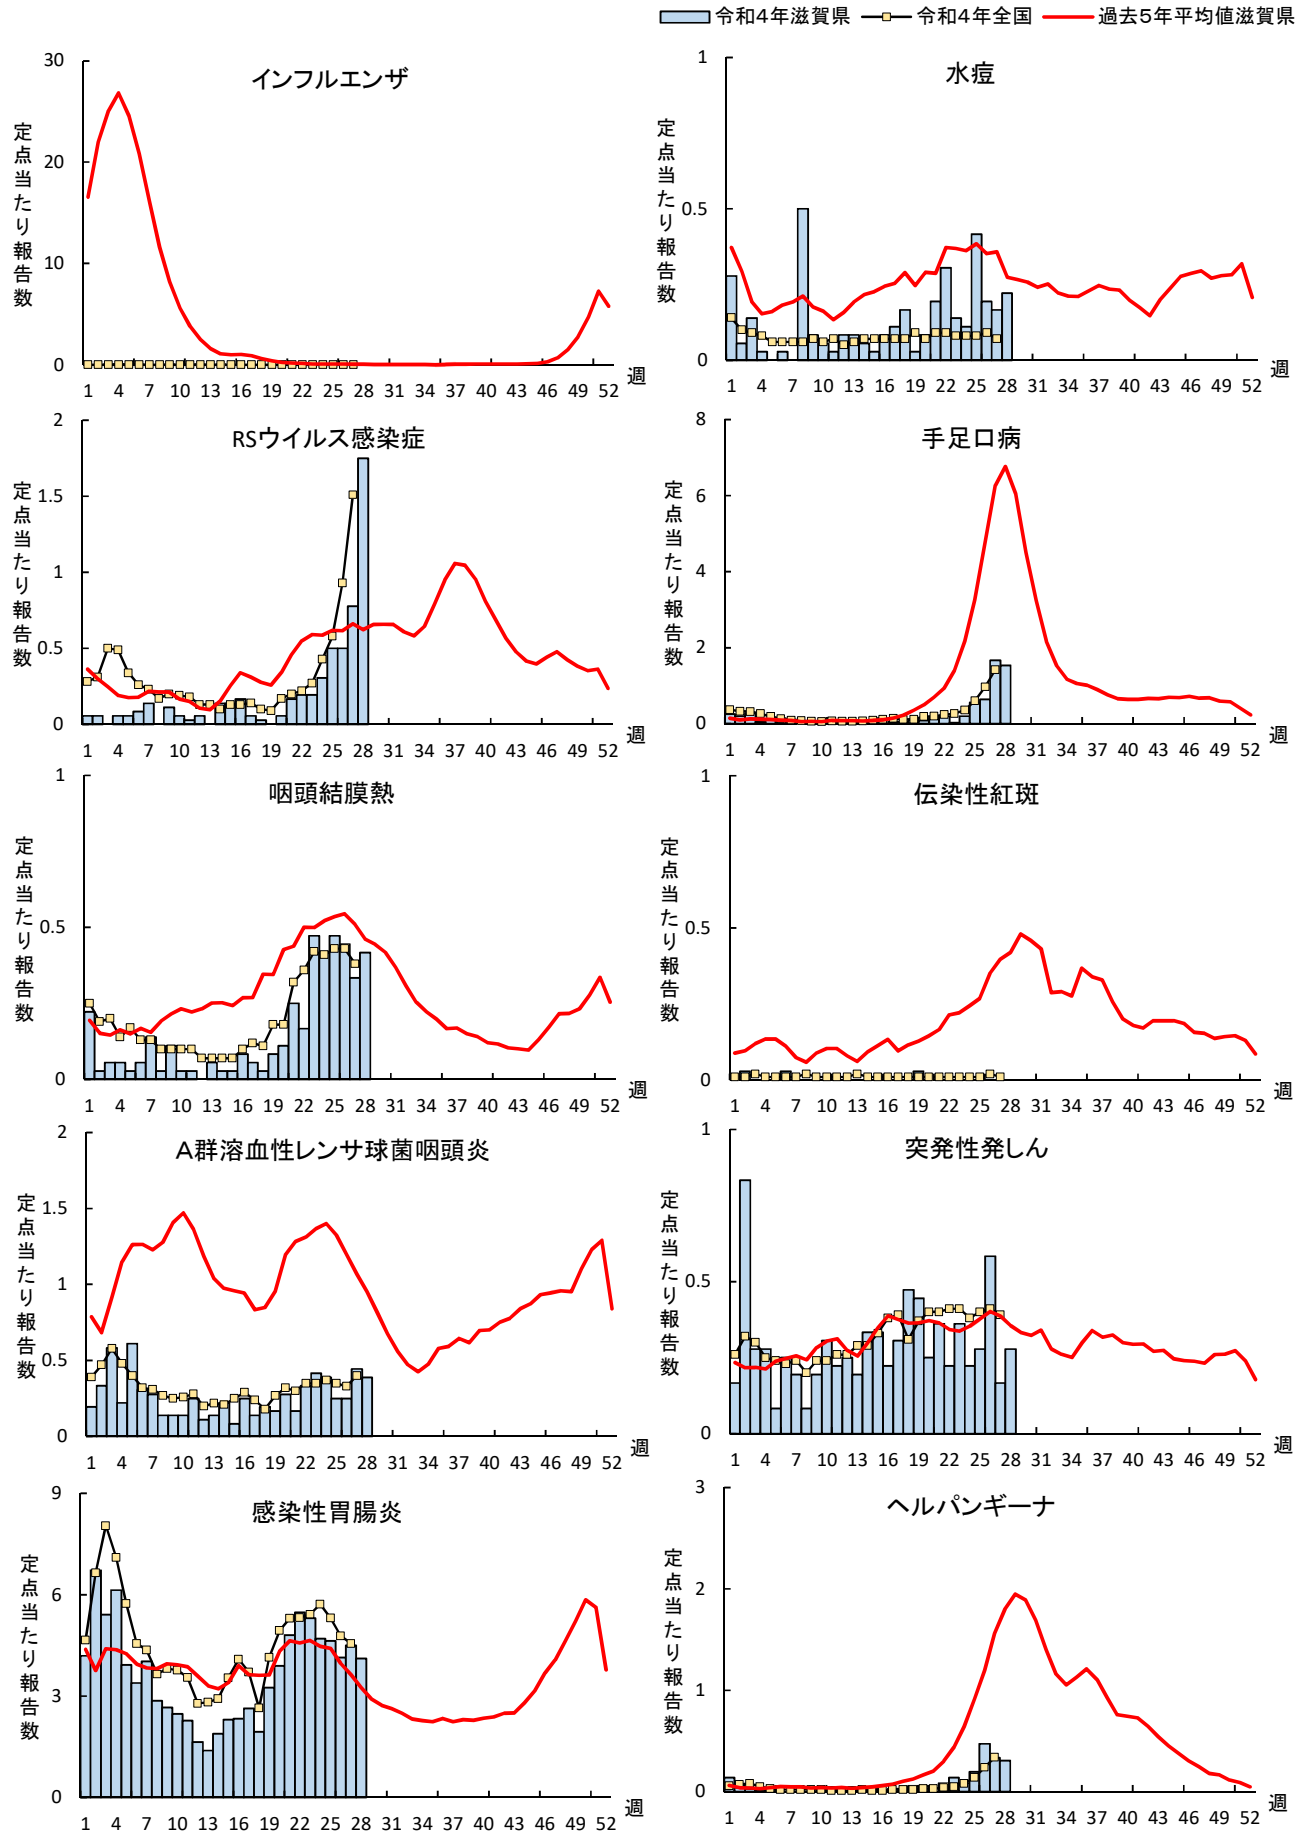 令和4年滋賀県 令和4年全国 過去5年平均値滋賀県
インフルエンザ
定点当たり報告数
30
20
10
0
1 4 7 10 13 16 19 22 25 28 31 34 37 40 43 46 49 52 週
水痘
定点当たり報告数
1
0.5
0
1 4 7 10 13 16 19 22 25 28 31 34 37 40 43 46 49 52 週
RSウイルス感染症
定点当たり報告数
2
1.5
1
0.5
0
1 4 7 10 13 16 19 22 25 28 31 34 37 40 43 46 49 52 週
手足口病
定点当たり報告数
8
6
4
2
0
1 4 7 10 13 16 19 22 25 28 31 34 37 40 43 46 49 52 週
咽頭結膜熱
定点当たり報告数
1
0.5
0
1 4 7 10 13 16 19 22 25 28 31 34 37 40 43 46 49 52 週
伝染性紅斑
定点当たり報告数
1
0.5
0
1 4 7 10 13 16 19 22 25 28 31 34 37 40 43 46 49 52 週
A群溶血性レンサ球菌咽頭炎
定点当たり報告数
2
1.5
1
0.5
0
1 4 7 10 13 16 19 22 25 28 31 34 37 40 43 46 49 52 週
突発性発しん
定点当たり報告数
1
0.5
0
1 4 7 10 13 16 19 22 25 28 31 34 37 40 43 46 49 52 週
感染性胃腸炎
定点当たり報告数
9
6
3
0
1 4 7 10 13 16 19 22 25 28 31 34 37 40 43 46 49 52 週
ヘルパンギーナ
定点当たり報告数
3
2
1
0
1 4 7 10 13 16 19 22 25 28 31 34 37 40 43 46 49 52 週